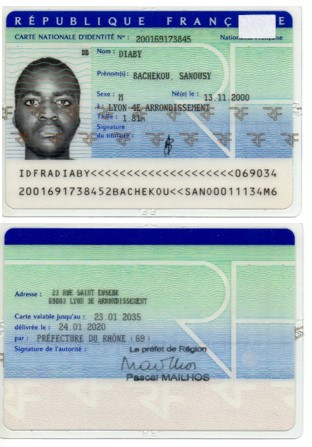 RÉPUBLIQUE FRANÇ E
CARTE NATIONALE D'IDENTITÉ N° : 200169173845 Nationalité Française
Nom : DIABY
Prénom(s) : BACHEKOU, SANOUSY
Sexe : M Né(e) le : 13.11.2000
à : LYON 4E ARRONDISSEMENT
Taille : 1.81m
Signature
du titulaire :
IDFRADIABY<<<<<<<<<<<<<<<<<<<<069034
2001691738452BACHEKOU<<SAN00011134M6
Adresse : 23 RUE SAINT
69003 LYON 3E ARRONDISSEMENT
Carte valable jusqu'au : 23.01.2035
délivrée le : 24.01.2020
par : PRÉFECTURE DU RHÔNE (69)
Signature de l'autorité : Le préfet de Région
Pascal MAILHOS